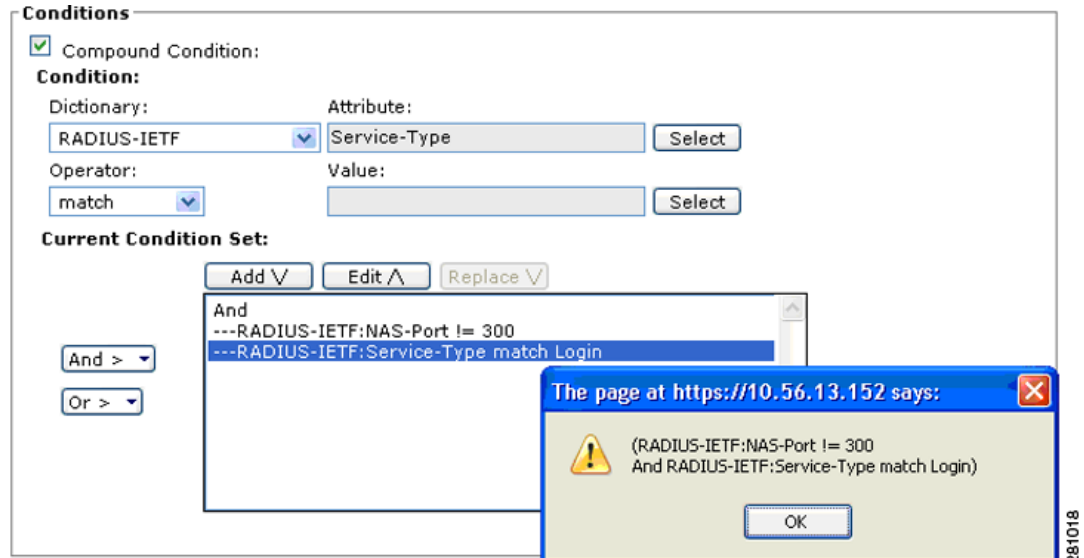 Conditions
Compound Condition:
Condition:
Dictionary: Attribute:
RADIUS-IETF Service-Type Select
Operator: Value:
match Select
Current Condition Set:
Add \/ Edit /\ Replace \/
And
---RADIUS-IETF:NAS-Port != 300
---RADIUS-IETF:Service-Type match Login
And >
Or >
The page at https://10.56.13.152 says:
(RADIUS-IETF:NAS-Port != 300
And RADIUS-IETF:Service-Type match Login)
OK
281018